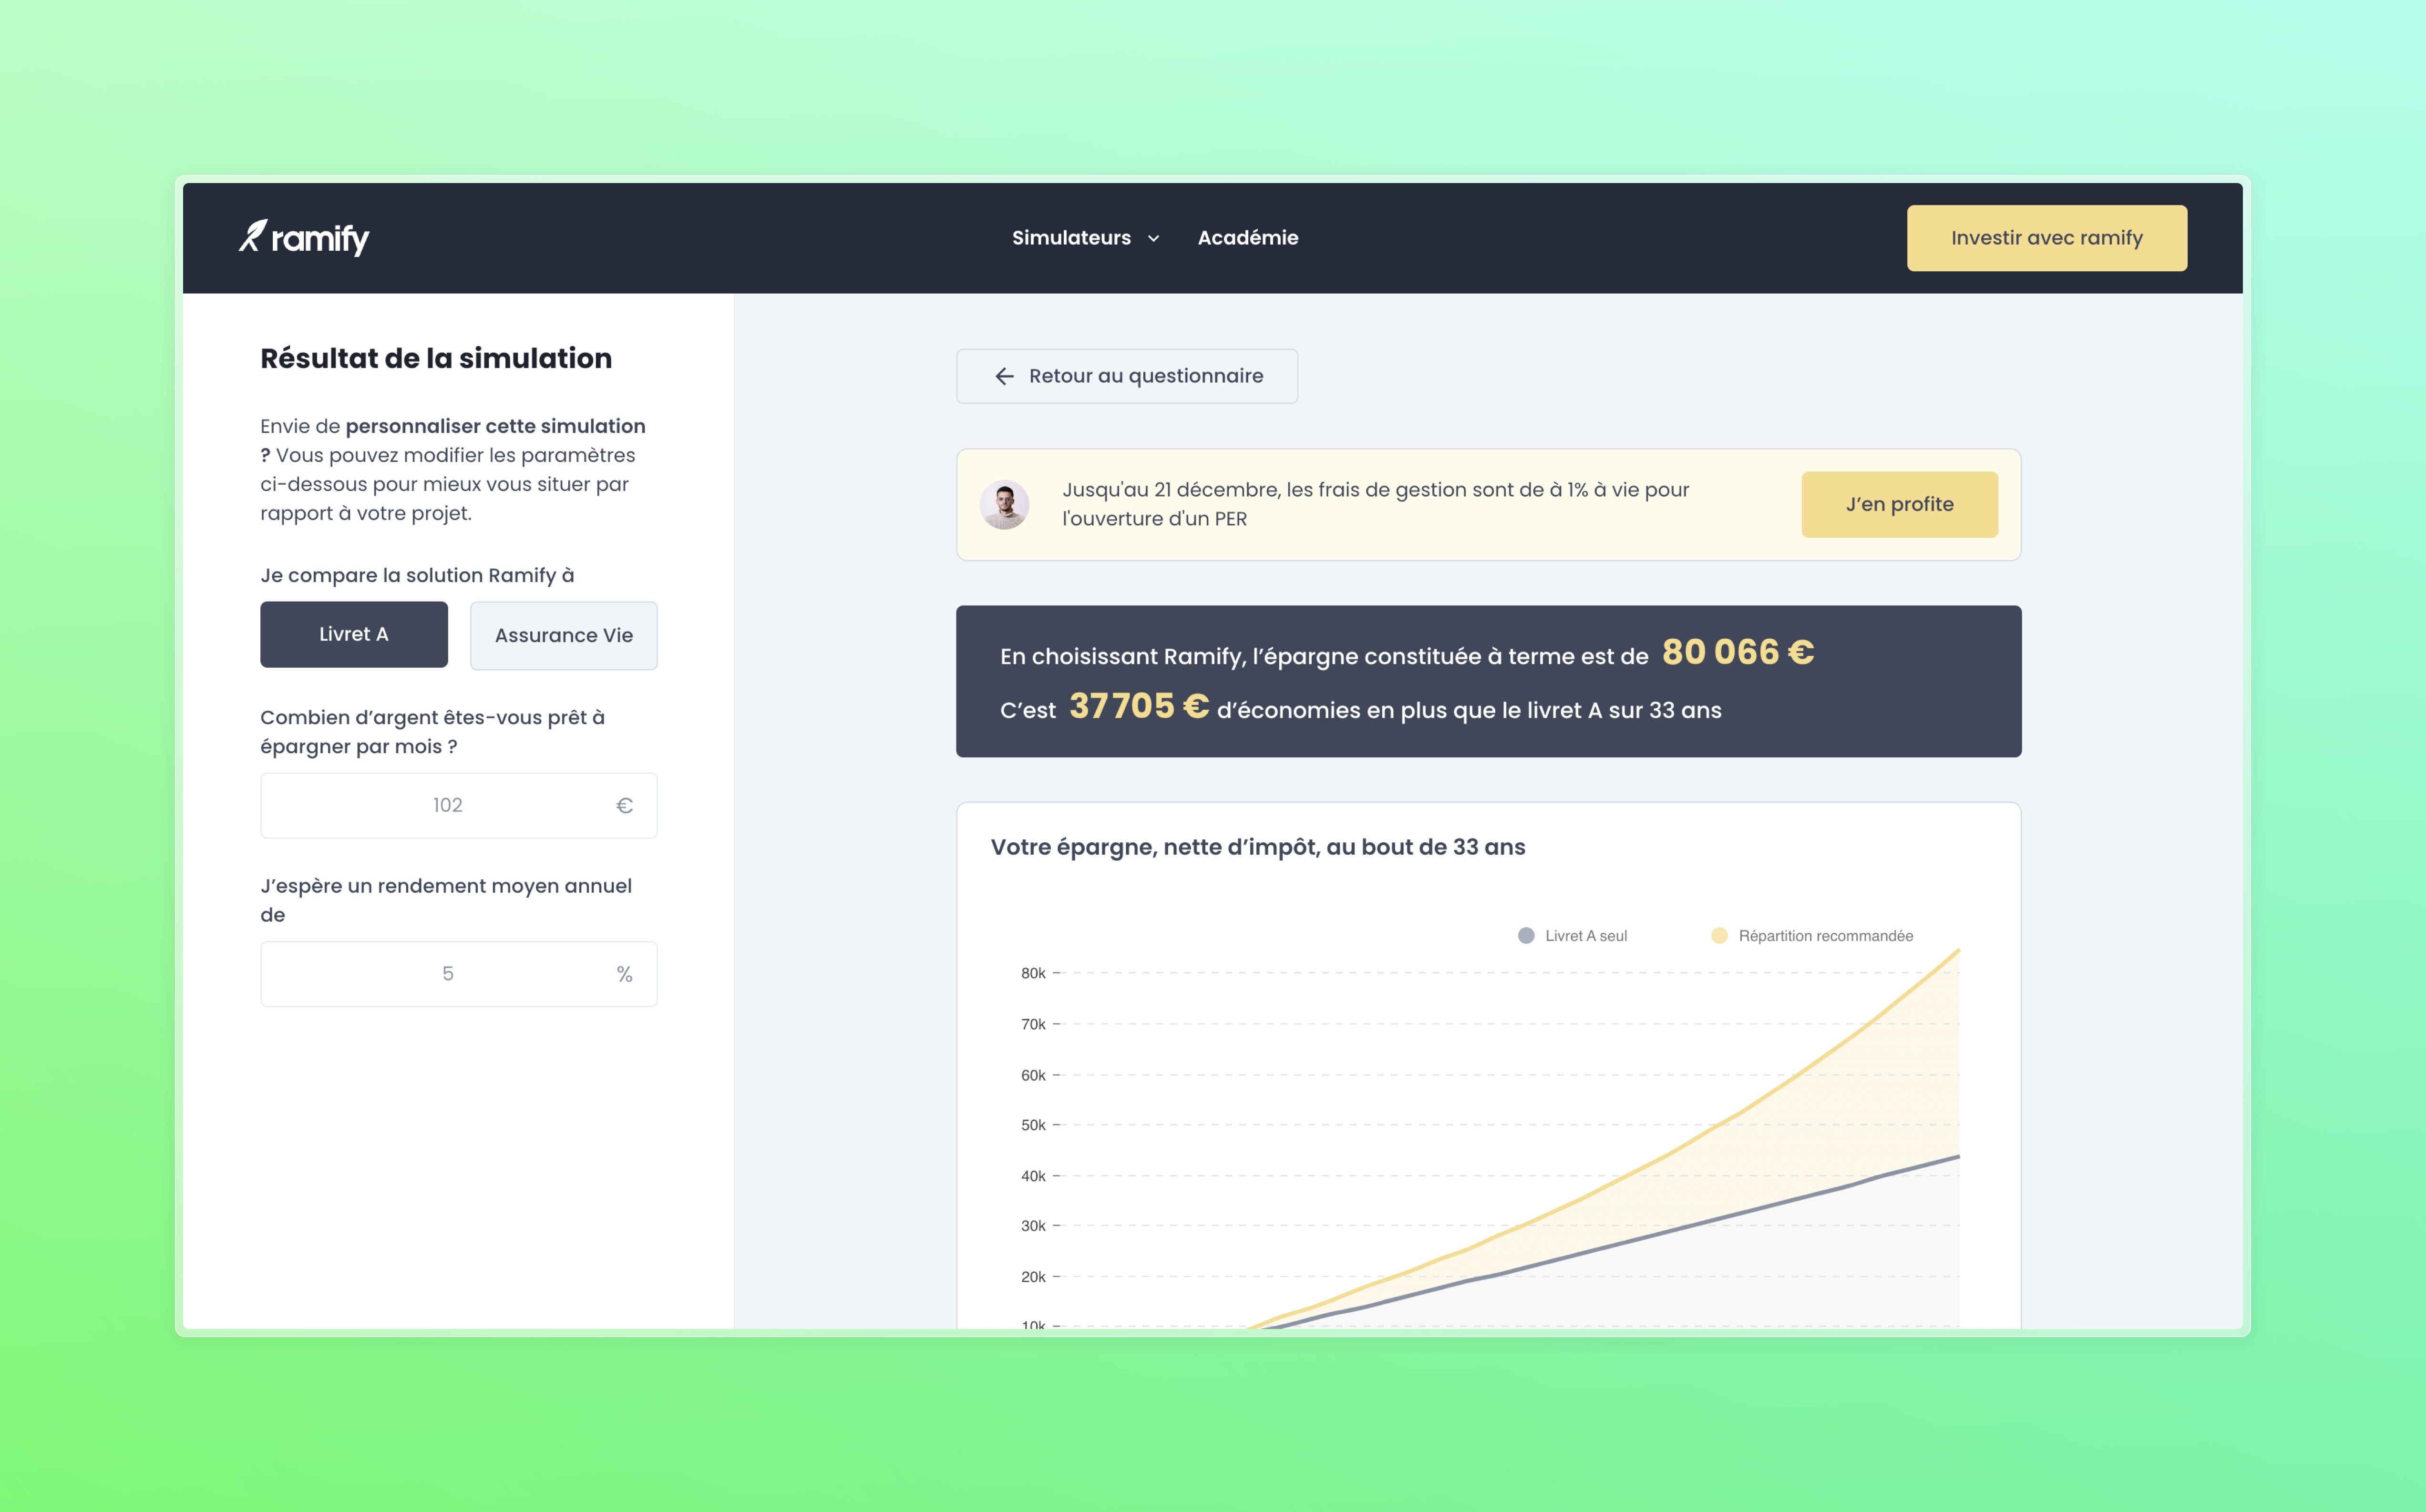 ramify
Simulateurs
Académie
Investir avec ramify
Résultat de la simulation
Envie de personnaliser cette simulation
? Vous pouvez modifier les paramètres
ci-dessous pour mieux vous situer par
rapport à votre projet.
Je compare la solution Ramify à
Livret A
Assurance Vie
Combien d’argent êtes-vous prêt à
épargner par mois ?
102 €
J’espère un rendement moyen annuel
de
5 %
Retour au questionnaire
Jusqu'au 21 décembre, les frais de gestion sont de à 1% à vie pour
l'ouverture d'un PER
J’en profite
En choisissant Ramify, l’épargne constituée à terme est de 80 066 €
C’est 37 705 € d’économies en plus que le livret A sur 33 ans
Votre épargne, nette d’impôt, au bout de 33 ans
Livret A seul
Répartition recommandée
80k
70k
60k
50k
40k
30k
20k
10k